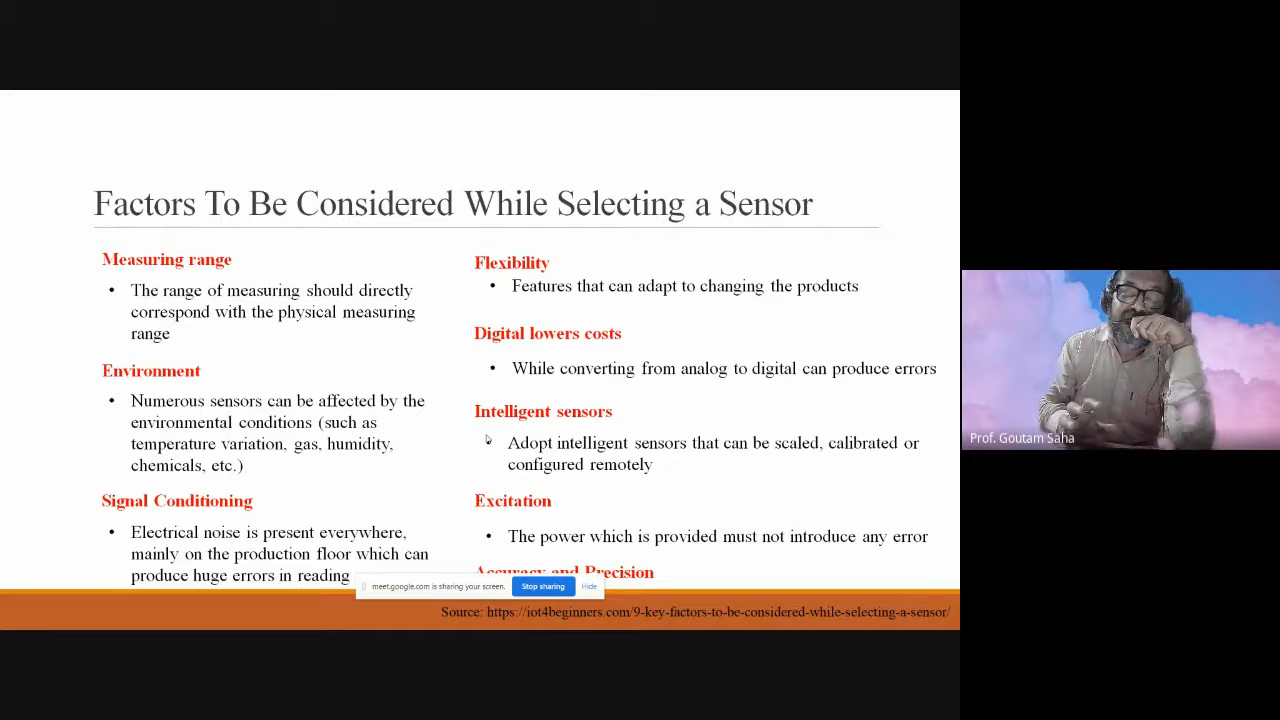 Factors To Be Considered While Selecting a Sensor
Measuring range
• The range of measuring should directly
correspond with the physical measuring
range
Environment
• Numerous sensors can be affected by the
environmental conditions (such as
temperature variation, gas, humidity,
chemicals, etc.)
Signal Conditioning
• Electrical noise is present everywhere,
mainly on the production floor which can
produce huge errors in reading
Flexibility
• Features that can adapt to changing the products
Digital lowers costs
• While converting from analog to digital can produce errors
Intelligent sensors
• Adopt intelligent sensors that can be scaled, calibrated or
configured remotely
Excitation
• The power which is provided must not introduce any error
Accuracy and Precision
meet.google.com is sharing your screen.
Stop sharing
Hide
Source: https://iot4beginners.com/9-key-factors-to-be-considered-while-selecting-a-sensor/
Prof. Goutam Saha